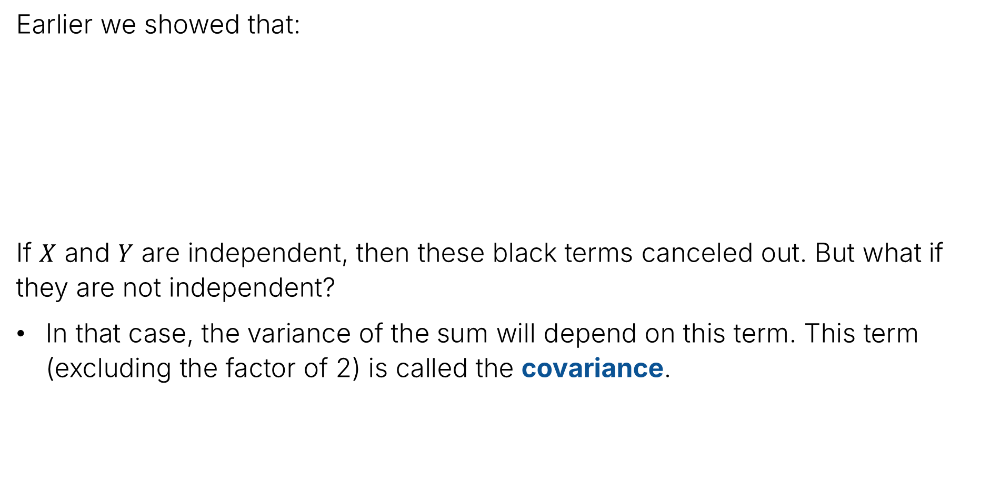 Earlier we showed that:
If X and Y are independent, then these black terms canceled out. But what if
they are not independent?
• In that case, the variance of the sum will depend on this term. This term
(excluding the factor of 2) is called the covariance.